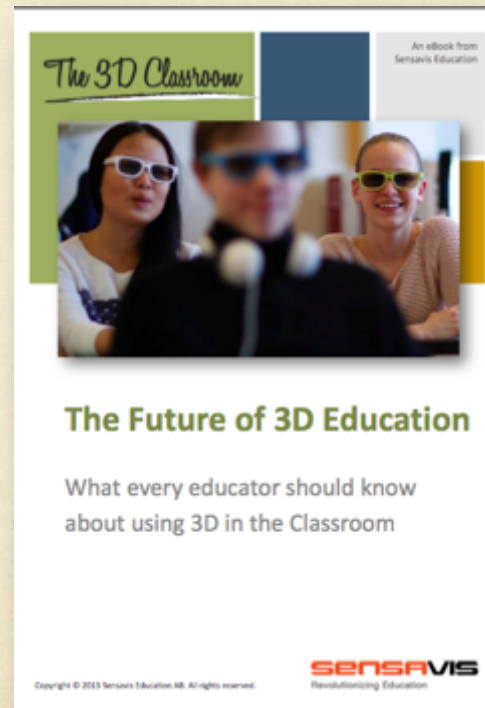 The 3D Classroom
An eBook from
Sensavis Education
The Future of 3D Education
What every educator should know
about using 3D in the Classroom
Copyright © 2013 Sensavis Education AB. All rights reserved.
SENSAVIS
Revolutionizing Education